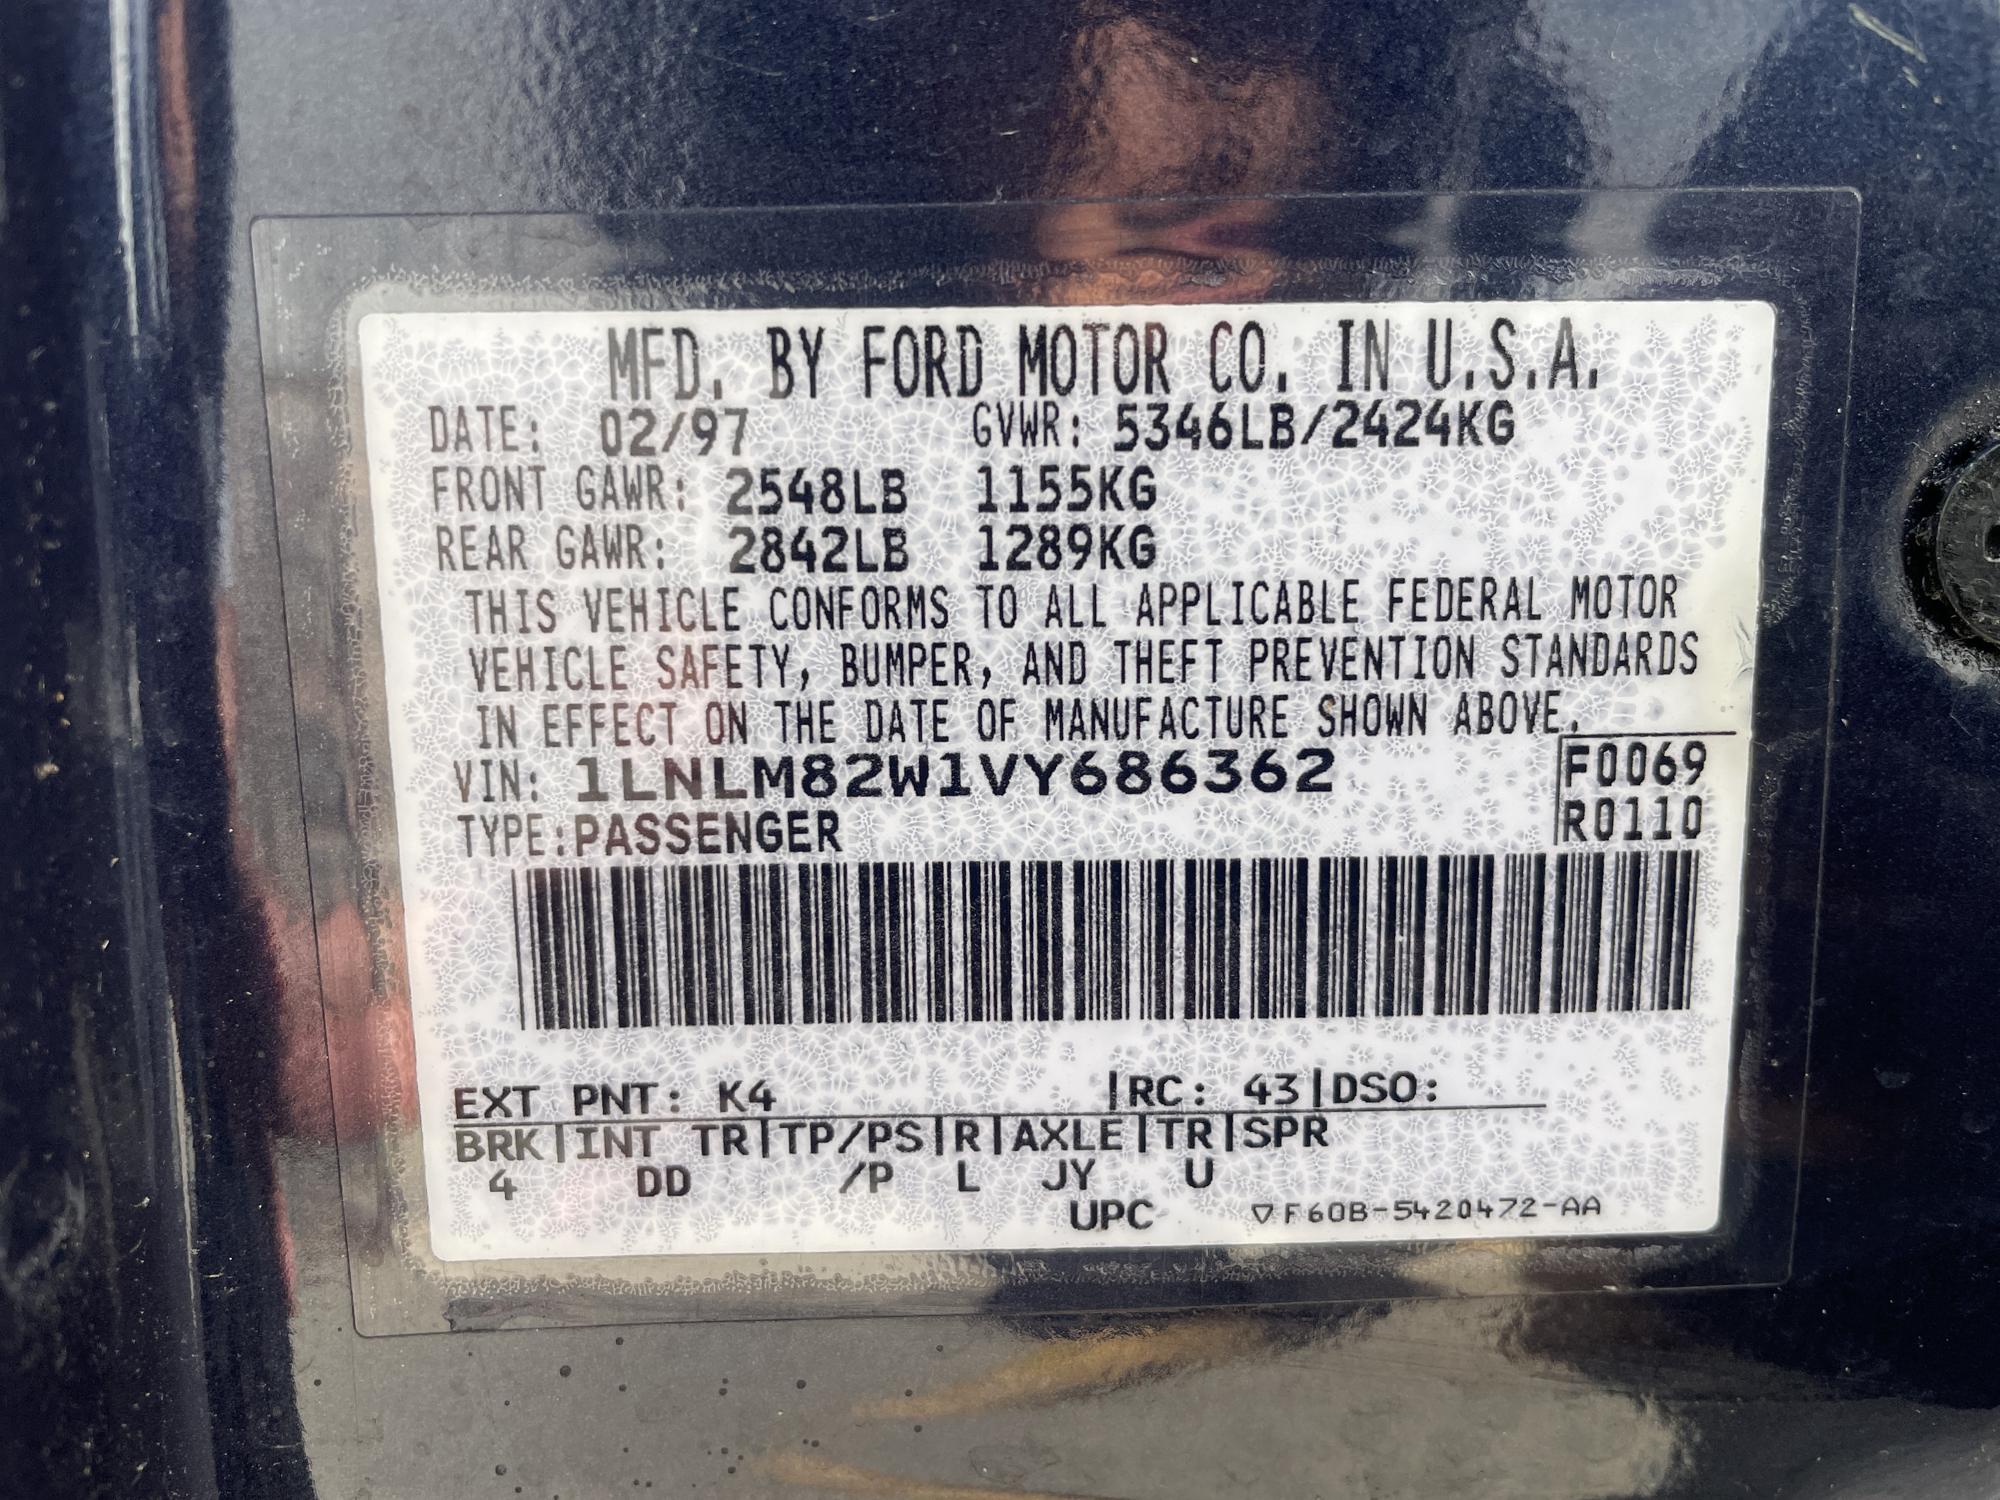 MFD. BY FORD MOTOR CO. IN U.S.A.
DATE: 02/97 GVWR: 5346LB/2424KG
FRONT GAWR: 2548LB 1155KG
REAR GAWR: 2842LB 1289KG
THIS VEHICLE CONFORMS TO ALL APPLICABLE FEDERAL MOTOR
VEHICLE SAFETY, BUMPER, AND THEFT PREVENTION STANDARDS
IN EFFECT ON THE DATE OF MANUFACTURE SHOWN ABOVE.
VIN: 1LNLM82W1VY686362 F0069
TYPE:PASSENGER R0110
EXT PNT: K4 |RC: 43|DSO:
BRK|INT TR|TP/PS|R|AXLE|TR|SPR
4 DD /P L JY U
UPC ▽F60B-5420472-AA